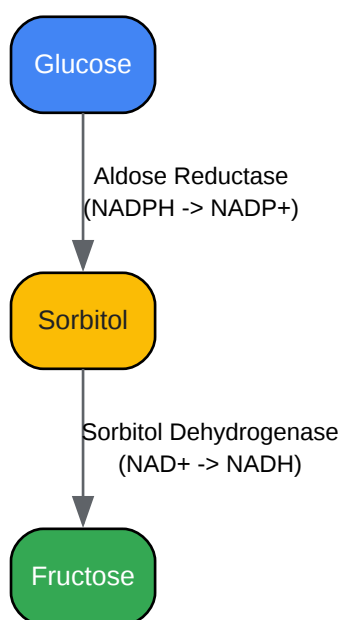 Glucose
Aldose Reductase
(NADPH -> NADP+)
Sorbitol
Sorbitol Dehydrogenase
(NAD+ -> NADH)
Fructose